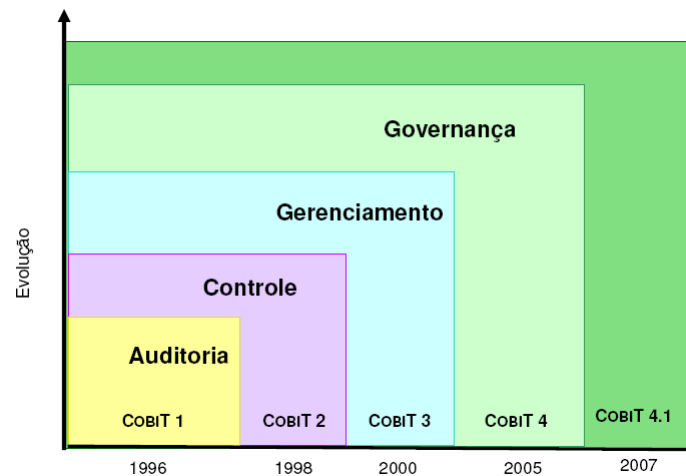 Governança
Gerenciamento
Evolução
Controle
Auditoria
COBIT 1
COBIT 2
COBIT 3
COBIT 4
COBIT 4.1
1996
1998
2000
2005
2007